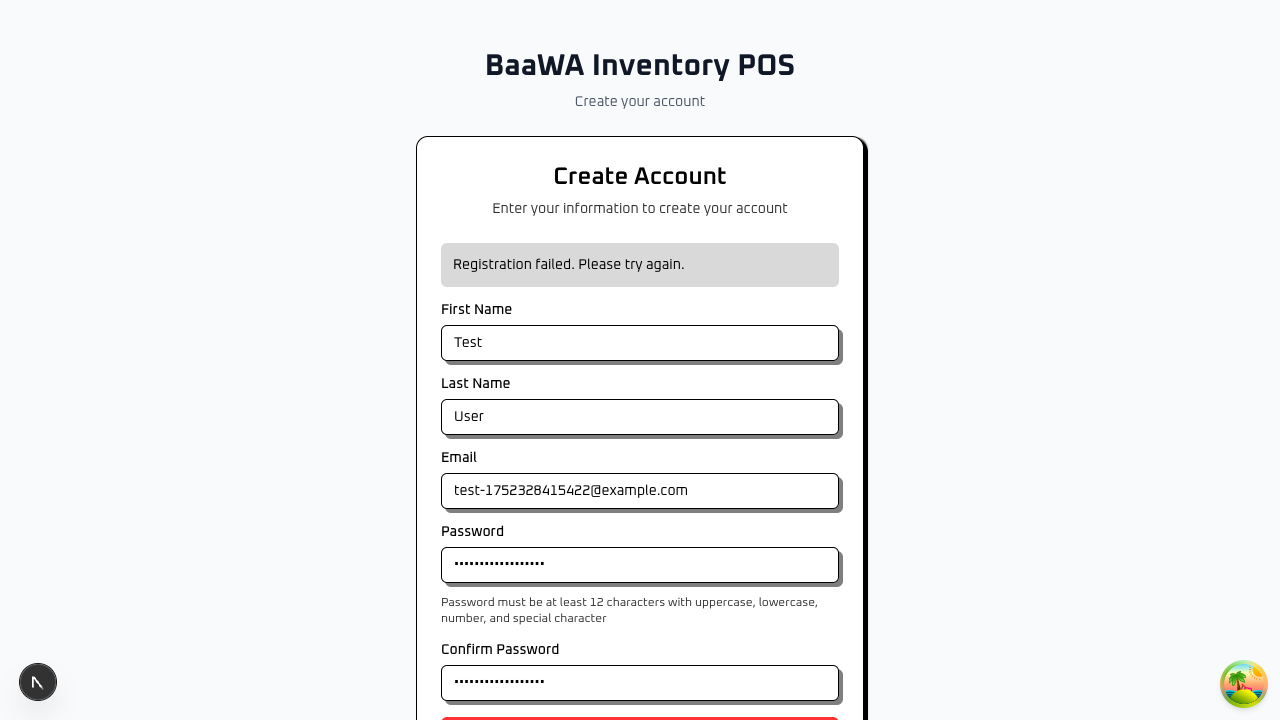 BaaWA Inventory POS
Create your account
Create Account
Enter your information to create your account
Registration failed. Please try again.
First Name
Test
Last Name
User
Email
test-1752328415422@example.com
Password
••••••••••••••••••
Password must be at least 12 characters with uppercase, lowercase,
number, and special character
Confirm Password
••••••••••••••••••